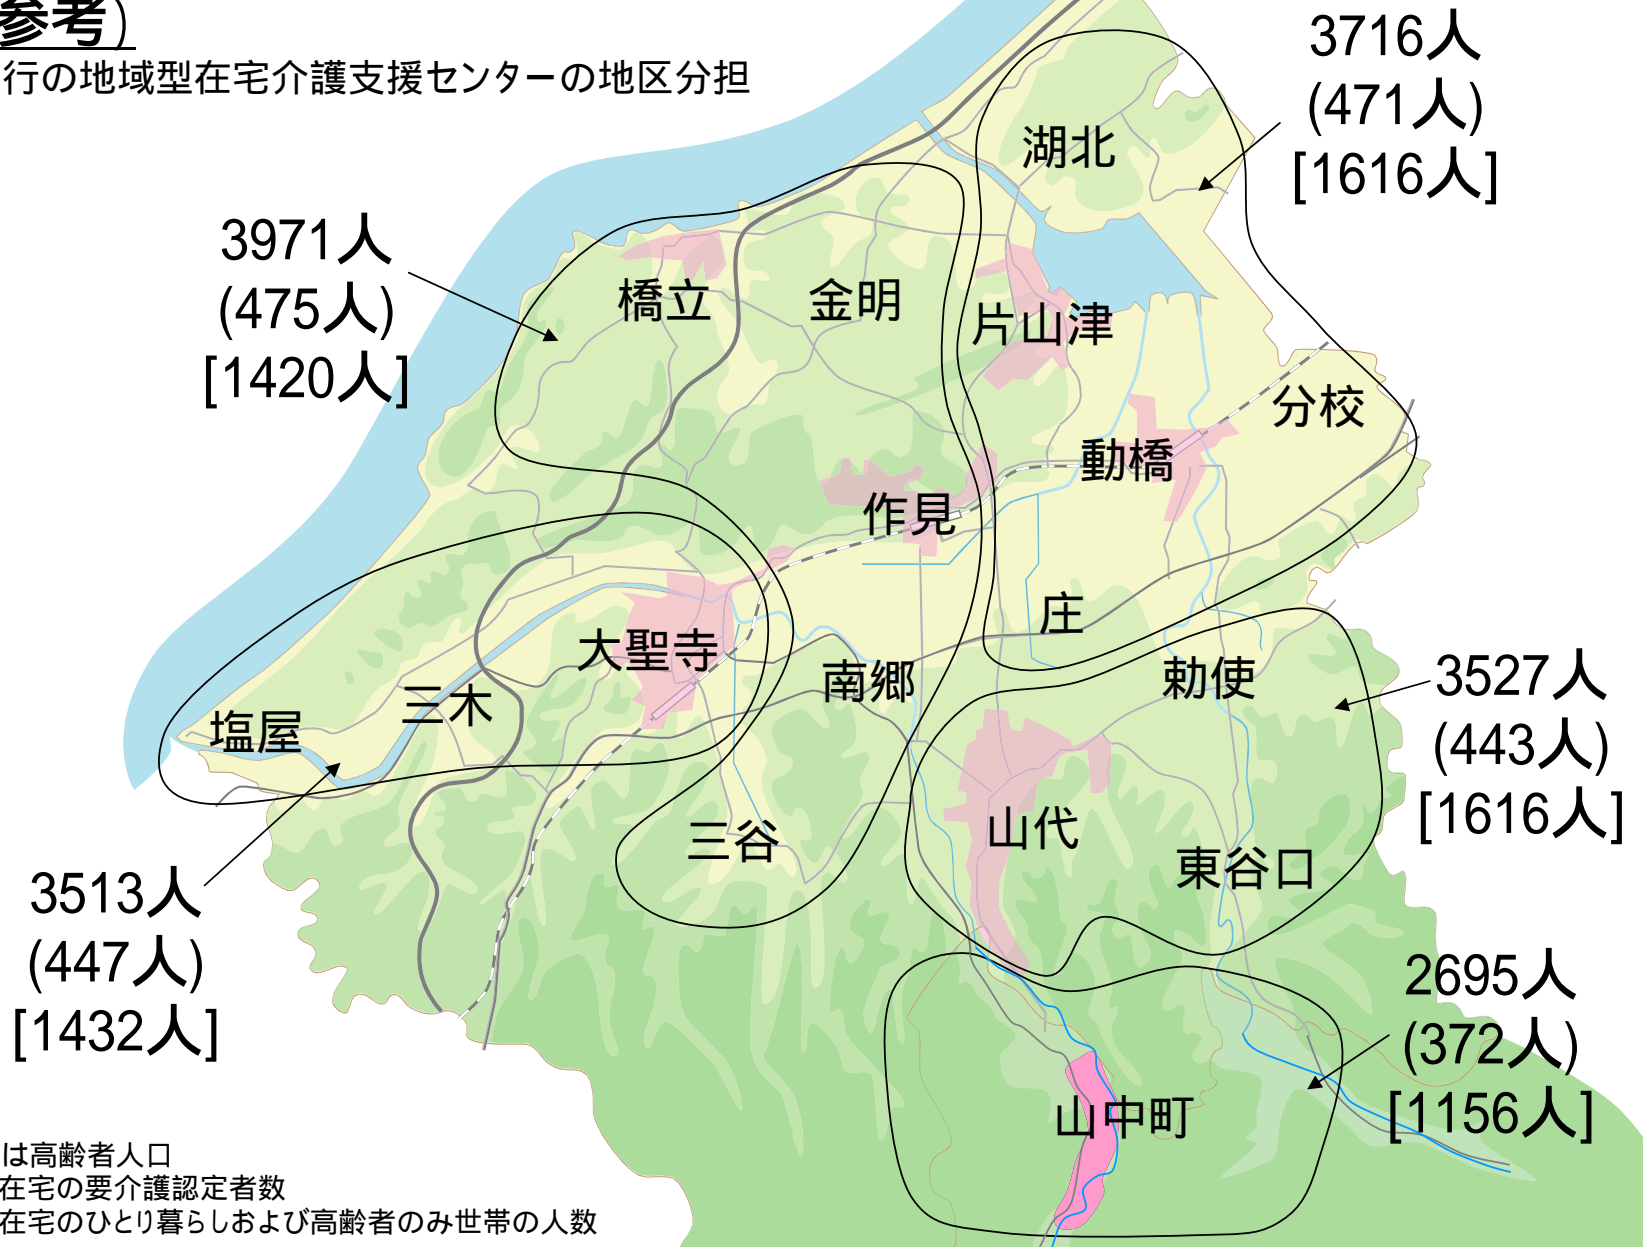 参考)
行の地域型在宅介護支援センターの地区分担
3716人
(471人)
[1616人]
湖北
3971人
(475人)
[1420人]
橋立
金明
片山津
分校
動橋
作見
庄
大聖寺
南郷
勅使
三木
塩屋
3527人
(443人)
[1616人]
山代
三谷
東谷口
3513人
(447人)
[1432人]
2695人
(372人)
[1156人]
山中町
は高齢者人口
在宅の要介護認定者数
在宅のひとり暮らしおよび高齢者のみ世帯の人数